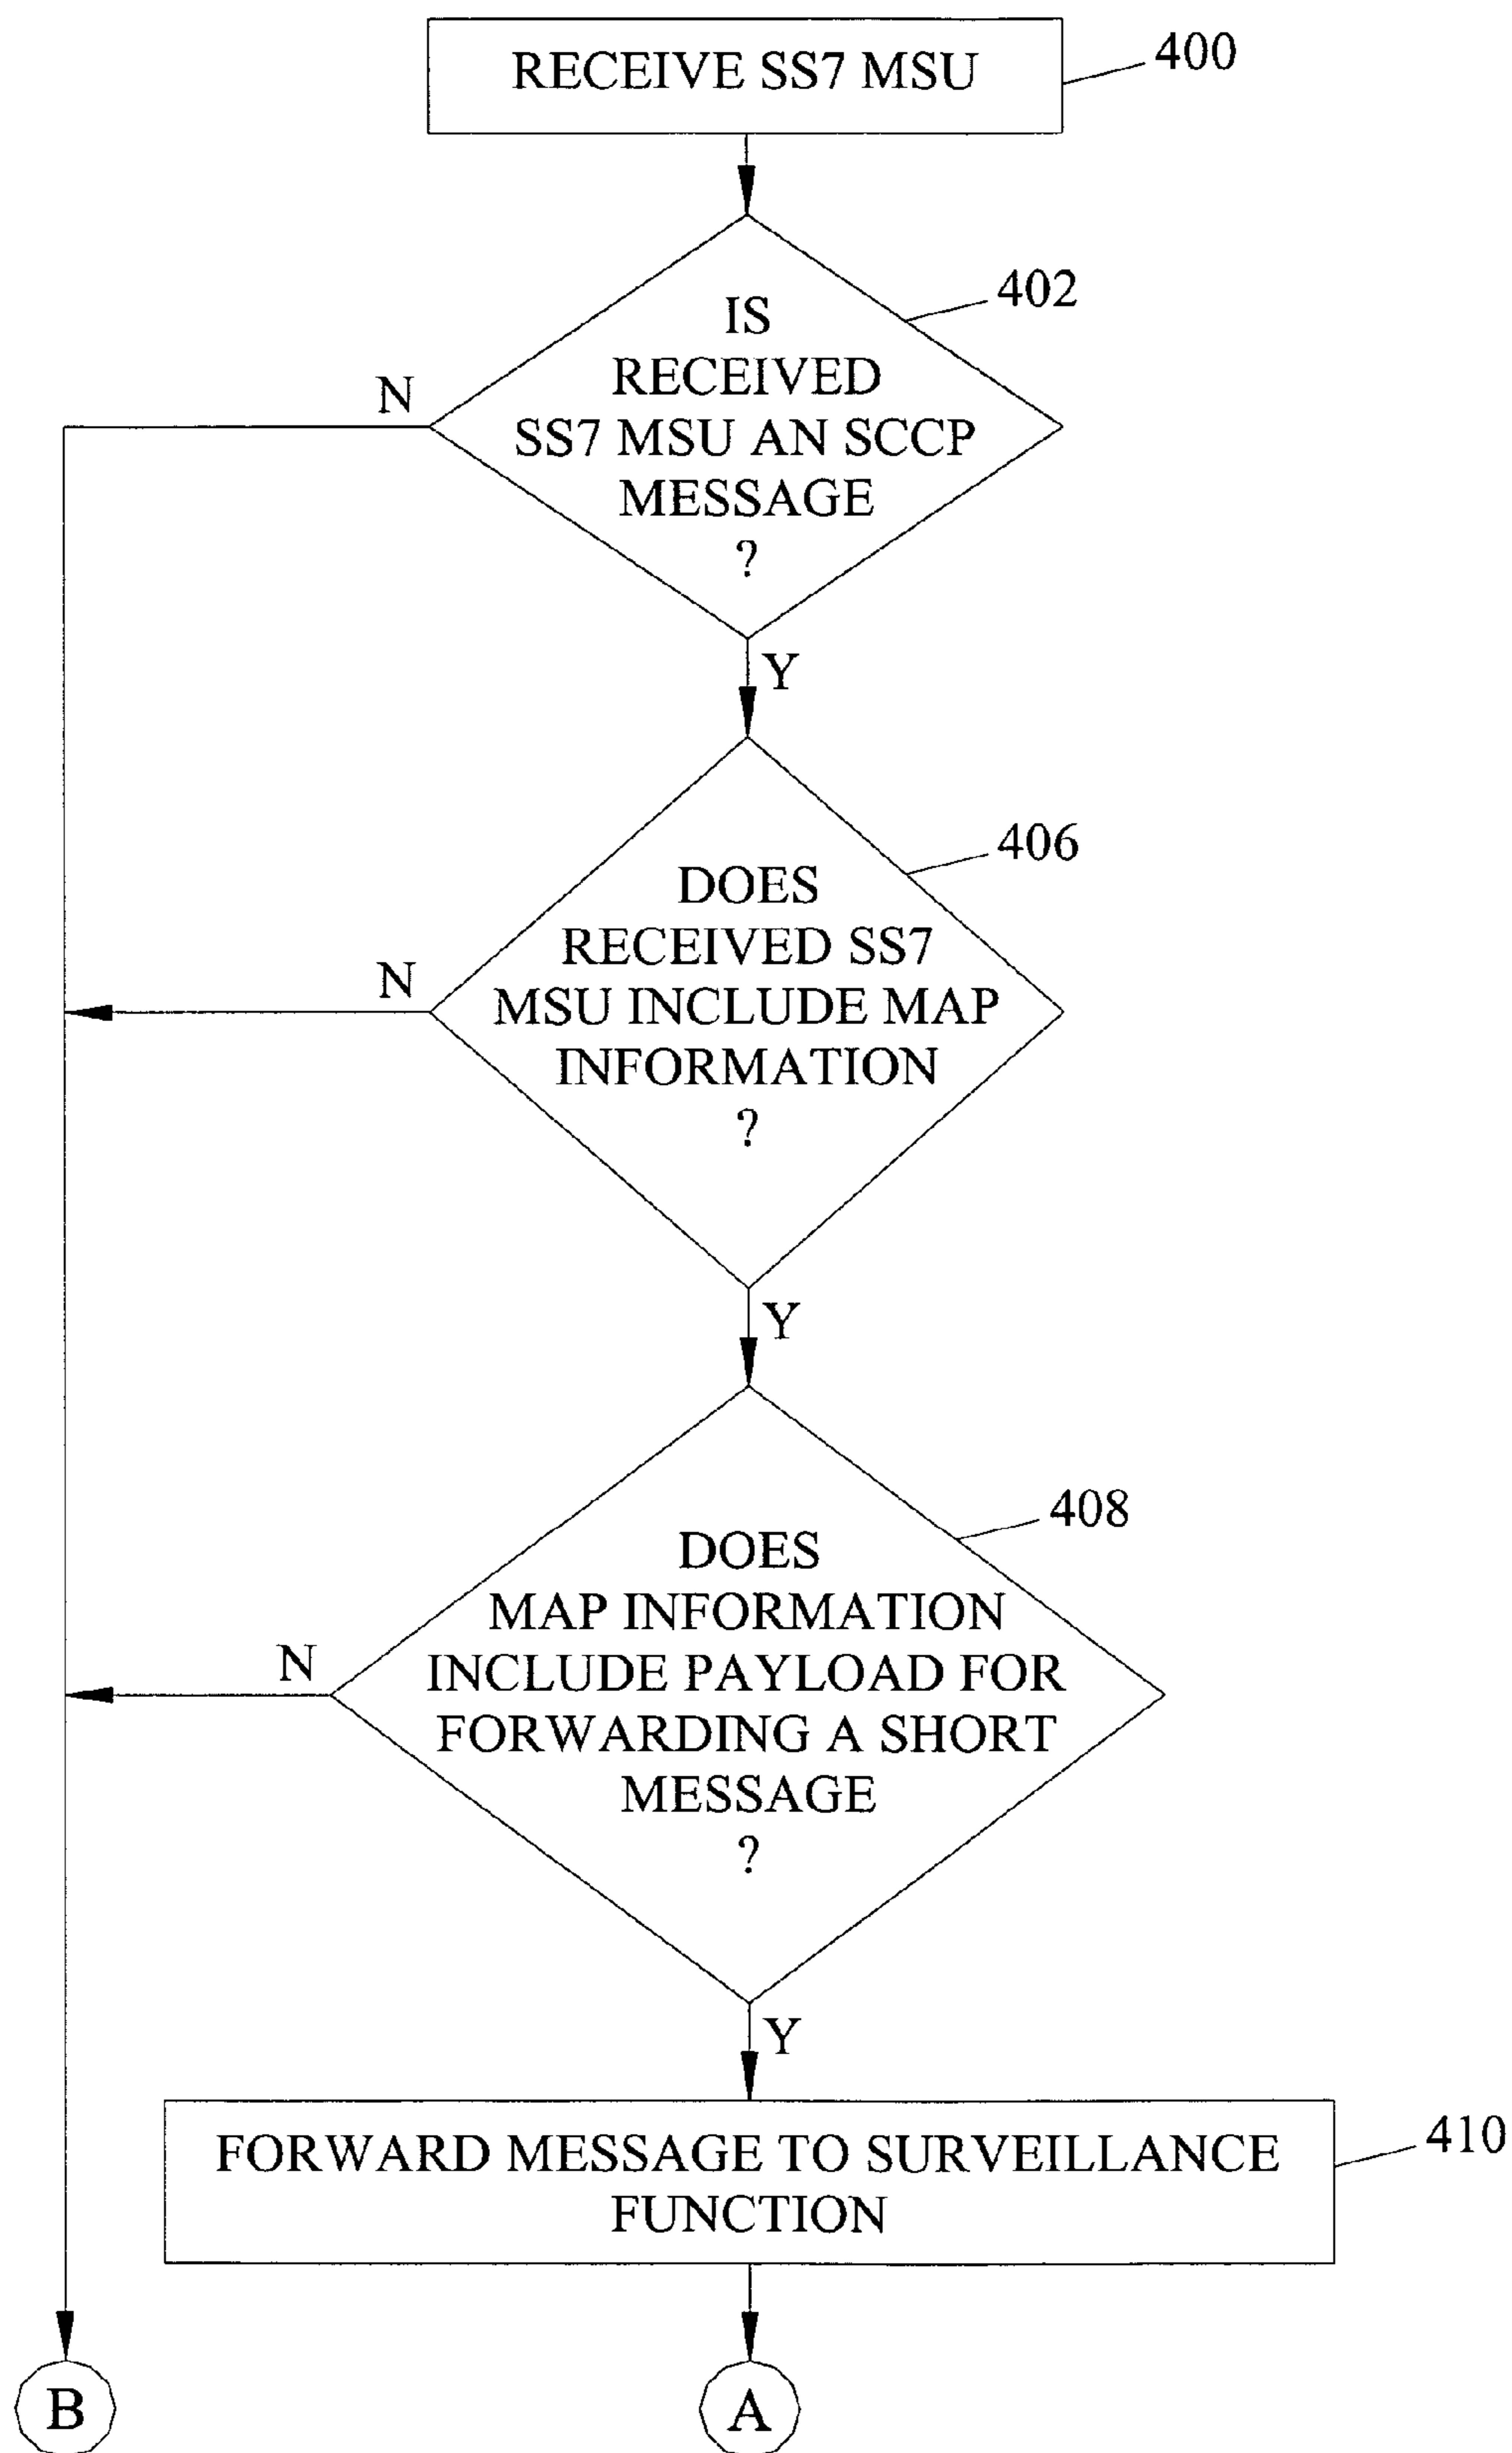 RECEIVE SS7 MSU
400
IS
RECEIVED
SS7 MSU AN SCCP
MESSAGE
?
402
N
Y
DOES
RECEIVED SS7
MSU INCLUDE MAP
INFORMATION
?
406
N
Y
DOES
MAP INFORMATION
INCLUDE PAYLOAD FOR
FORWARDING A SHORT
MESSAGE
?
408
N
Y
FORWARD MESSAGE TO SURVEILLANCE
FUNCTION
410
B
A